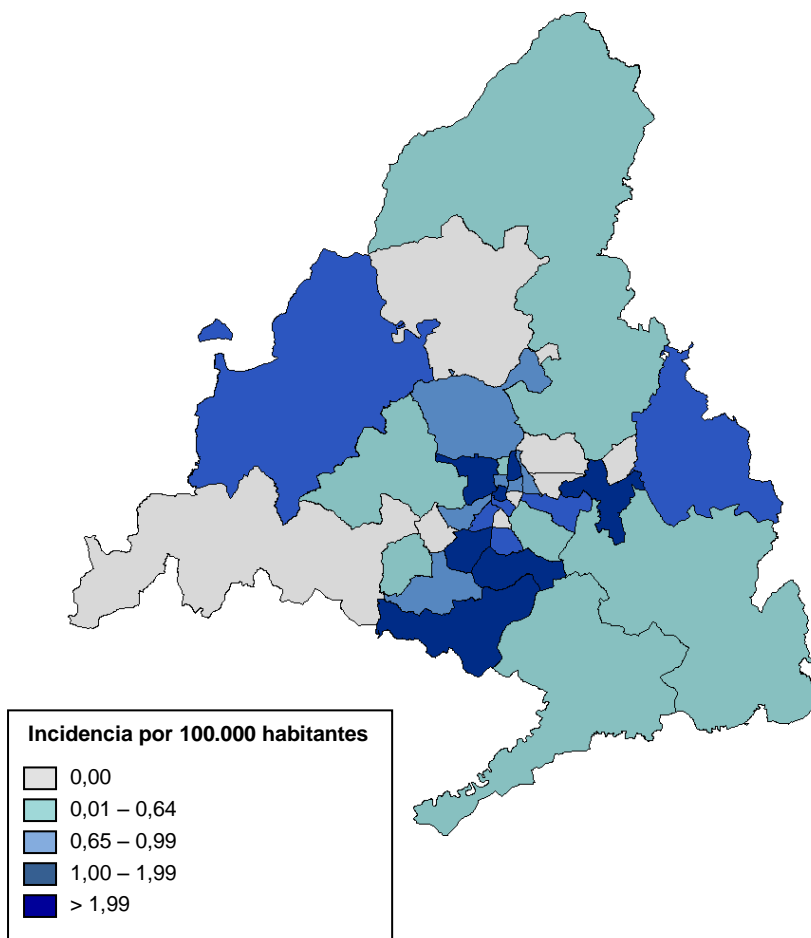 Incidencia por 100.000 habitantes
0,00
0,01 – 0,64
0,65 – 0,99
1,00 – 1,99
> 1,99